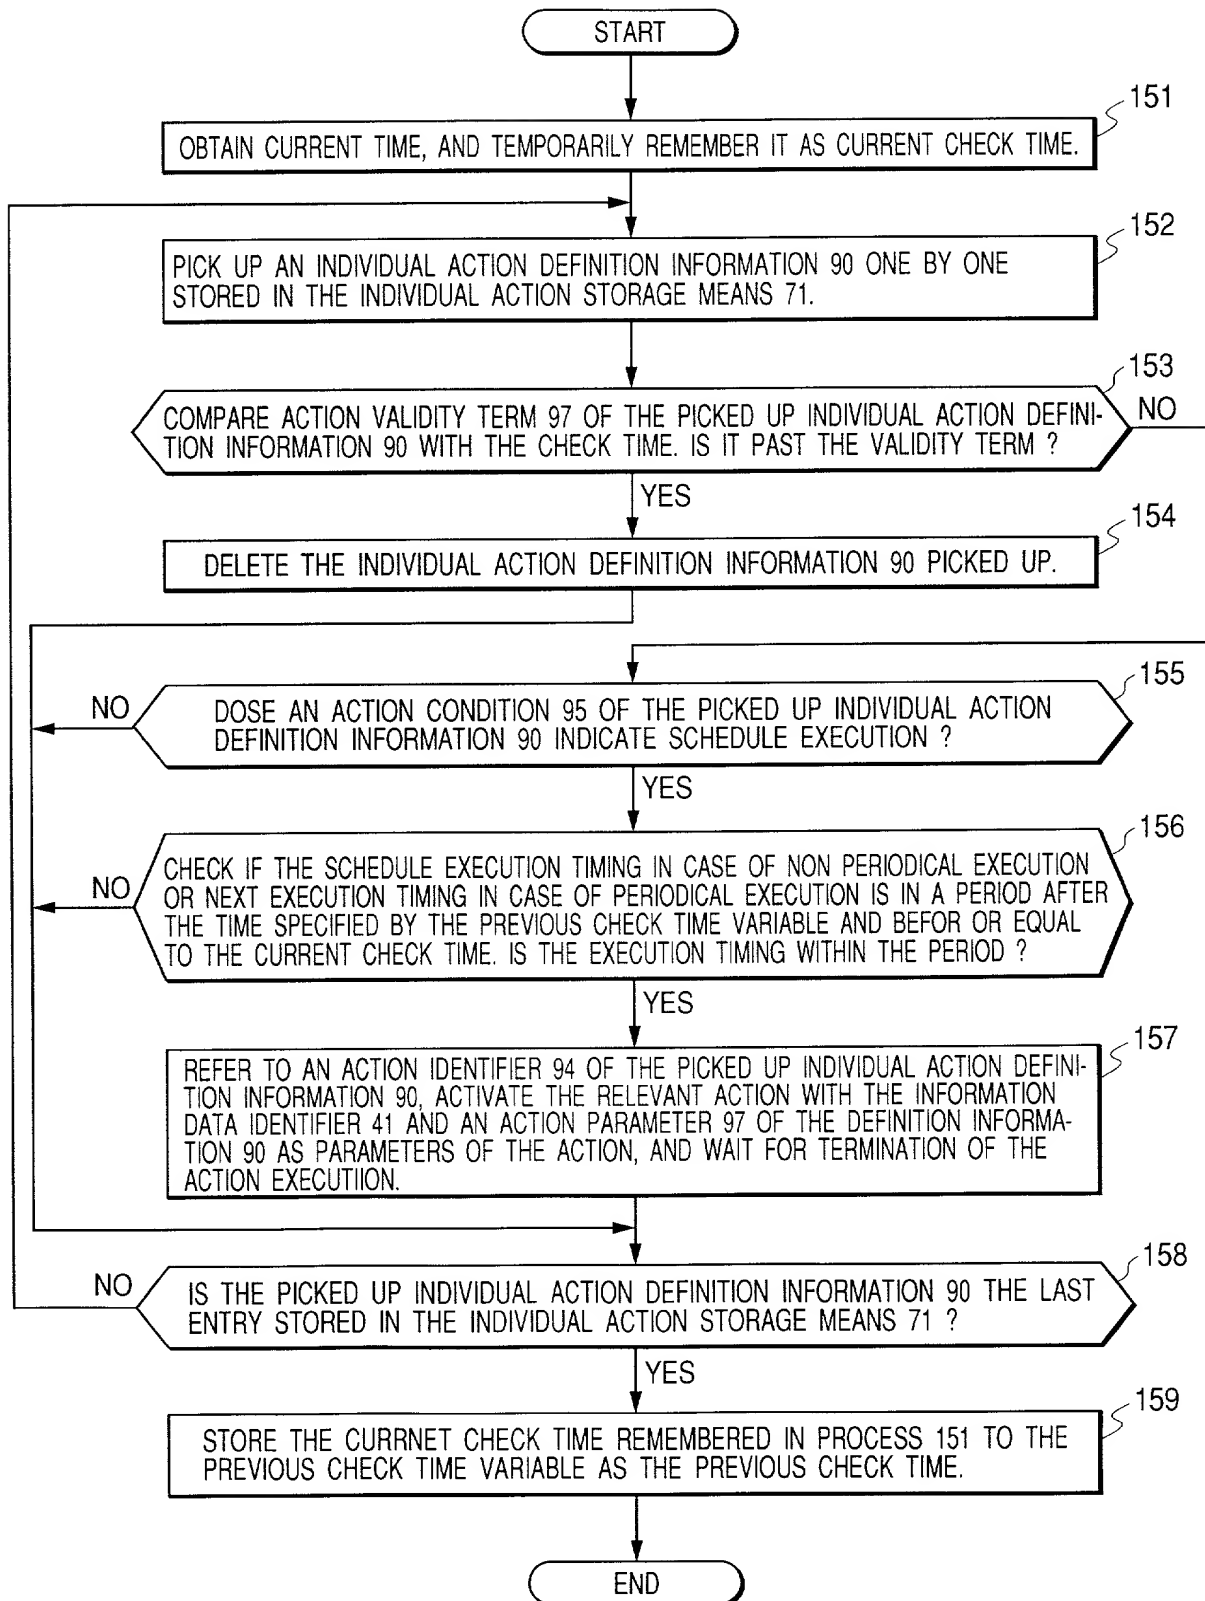 START
151
OBTAIN CURRENT TIME, AND TEMPORARILY REMEMBER IT AS CURRENT CHECK TIME.
152
PICK UP AN INDIVIDUAL ACTION DEFINITION INFORMATION 90 ONE BY ONE
STORED IN THE INDIVIDUAL ACTION STORAGE MEANS 71.
153
COMPARE ACTION VALIDITY TERM 97 OF THE PICKED UP INDIVIDUAL ACTION DEFINI-
TION INFORMATION 90 WITH THE CHECK TIME. IS IT PAST THE VALIDITY TERM ?
NO
YES
154
DELETE THE INDIVIDUAL ACTION DEFINITION INFORMATION 90 PICKED UP.
155
NO
DOSE AN ACTION CONDITION 95 OF THE PICKED UP INDIVIDUAL ACTION
DEFINITION INFORMATION 90 INDICATE SCHEDULE EXECUTION ?
YES
156
NO
CHECK IF THE SCHEDULE EXECUTION TIMING IN CASE OF NON PERIODICAL EXECUTION
OR NEXT EXECUTION TIMING IN CASE OF PERIODICAL EXECUTION IS IN A PERIOD AFTER
THE TIME SPECIFIED BY THE PREVIOUS CHECK TIME VARIABLE AND BEFOR OR EQUAL
TO THE CURRENT CHECK TIME. IS THE EXECUTION TIMING WITHIN THE PERIOD ?
YES
157
REFER TO AN ACTION IDENTIFIER 94 OF THE PICKED UP INDIVIDUAL ACTION DEFINI-
TION INFORMATION 90, ACTIVATE THE RELEVANT ACTION WITH THE INFORMATION
DATA IDENTIFIER 41 AND AN ACTION PARAMETER 97 OF THE DEFINITION INFORMA-
TION 90 AS PARAMETERS OF THE ACTION, AND WAIT FOR TERMINATION OF THE
ACTION EXECUTIION.
158
NO
IS THE PICKED UP INDIVIDUAL ACTION DEFINITION INFORMATION 90 THE LAST
ENTRY STORED IN THE INDIVIDUAL ACTION STORAGE MEANS 71 ?
YES
159
STORE THE CURRNET CHECK TIME REMEMBERED IN PROCESS 151 TO THE
PREVIOUS CHECK TIME VARIABLE AS THE PREVIOUS CHECK TIME.
END